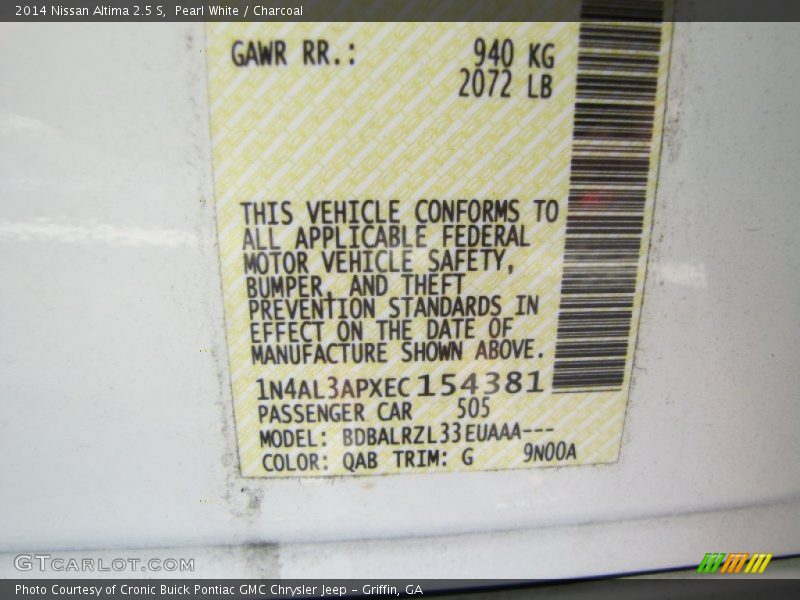 2014 Nissan Altima 2.5 S, Pearl White / Charcoal
GAWR RR.: 940 KG
2072 LB
THIS VEHICLE CONFORMS TO
ALL APPLICABLE FEDERAL
MOTOR VEHICLE SAFETY,
BUMPER, AND THEFT
PREVENTION STANDARDS IN
EFFECT ON THE DATE OF
MANUFACTURE SHOWN ABOVE.
1N4AL3APXEC154381
PASSENGER CAR 505
MODEL: BDBALRZL33EUAAA---
COLOR: QAB TRIM: G 9N00A
GTCARLOT.COM
Photo Courtesy of Cronic Buick Pontiac GMC Chrysler Jeep - Griffin, GA